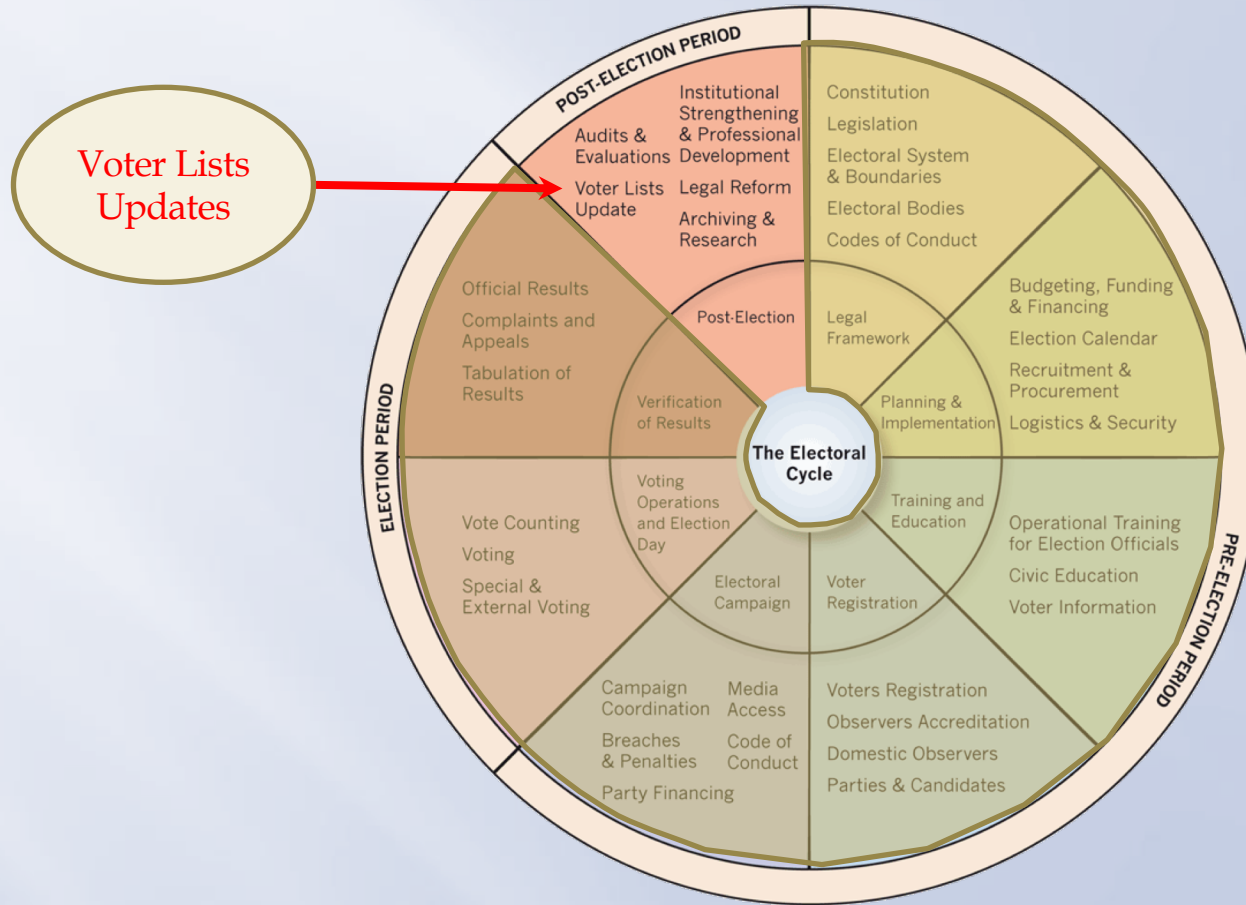 Voter Lists
Updates
POST-ELECTION PERIOD
Audits &
Evaluations
Voter Lists
Update
Institutional
Strengthening
& Professional
Development
Legal Reform
Archiving &
Research
Post-Election
Constitution
Legislation
Electoral System
& Boundaries
Electoral Bodies
Codes of Conduct
Legal
Framework
Budgeting, Funding
& Financing
Election Calendar
Recruitment &
Procurement
Logistics & Security
Planning &
Implementation
The Electoral
Cycle
Training and
Education
Operational Training
for Election Officials
Civic Education
Voter Information
PRE-ELECTION PERIOD
Voter
Registration
Voters Registration
Observers Accreditation
Domestic Observers
Parties & Candidates
Electoral
Campaign
Campaign
Coordination
Breaches
& Penalties
Party Financing
Media
Access
Code of
Conduct
Voting
Operations
and Election
Day
Vote Counting
Voting
Special &
External Voting
ELECTION PERIOD
Verification
of Results
Official Results
Complaints and
Appeals
Tabulation of
Results